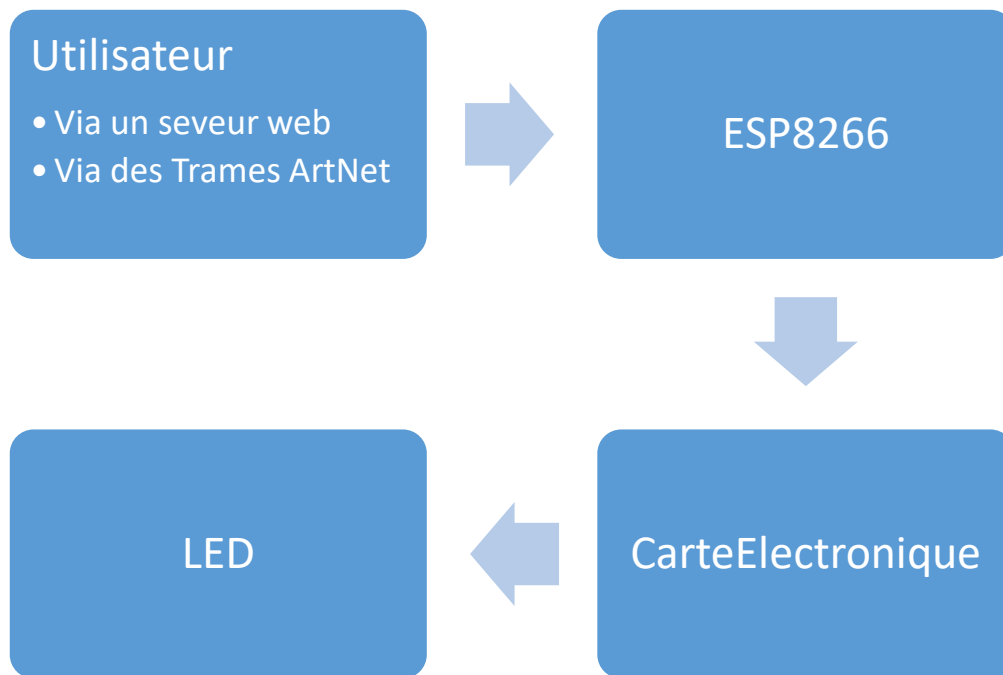 Utilisateur
• Via un seveur web
• Via des Trames ArtNet
ESP8266
LED
CarteElectronique